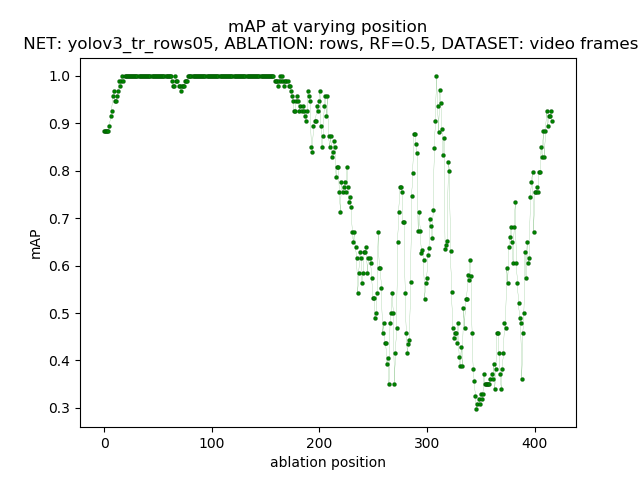 mAP at varying position
NET: yolov3_tr_rows05, ABLATION: rows, RF=0.5, DATASET: video frames
1.0
0.9
0.8
0.7
0.6
0.5
0.4
0.3
mAP
0 100 200 300 400
ablation position